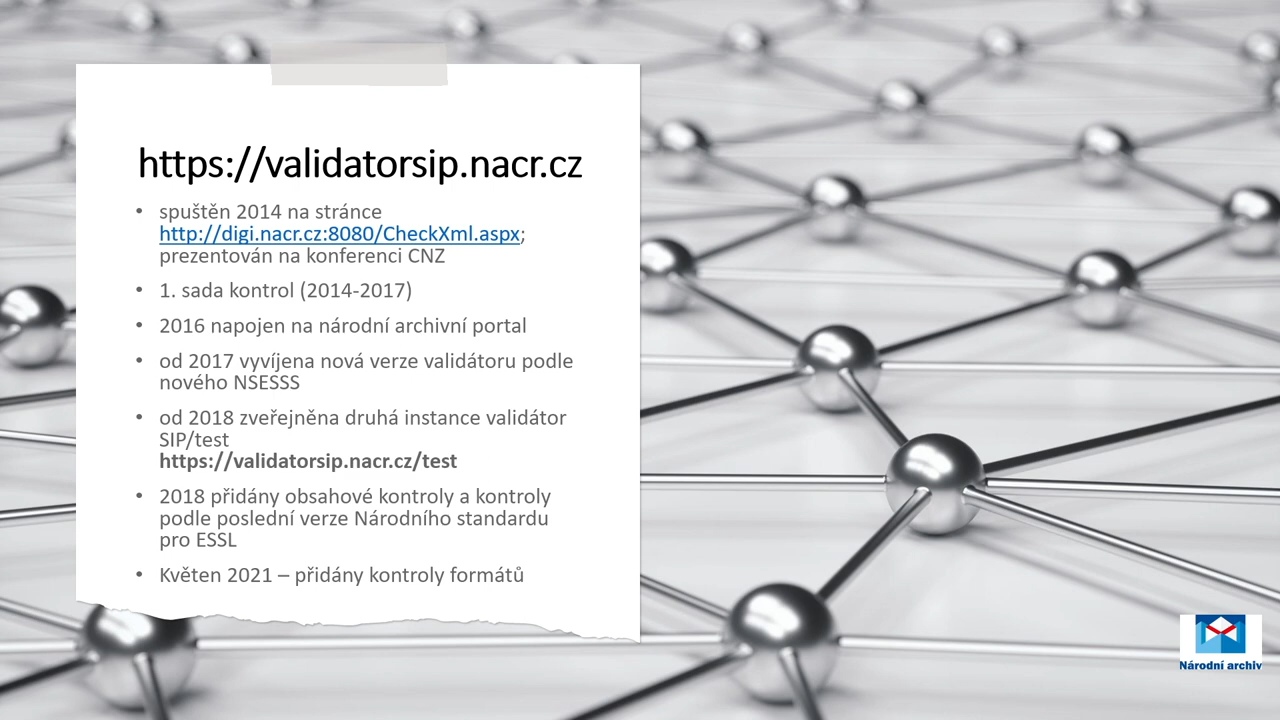 https://validatorsip.nacr.cz
• spuštěn 2014 na stránce
http://digi.nacr.cz:8080/CheckXml.aspx;
prezentován na konferenci CNZ
• 1. sada kontrol (2014-2017)
• 2016 napojen na národní archivní portal
• od 2017 vyvíjena nová verze validátoru podle
nového NSESSS
• od 2018 zveřejněna druhá instance validátor
SIP/test
https://validatorsip.nacr.cz/test
• 2018 přidány obsahové kontroly a kontroly
podle poslední verze Národního standardu
pro ESSL
• Květen 2021 – přidány kontroly formátů
Národní archiv